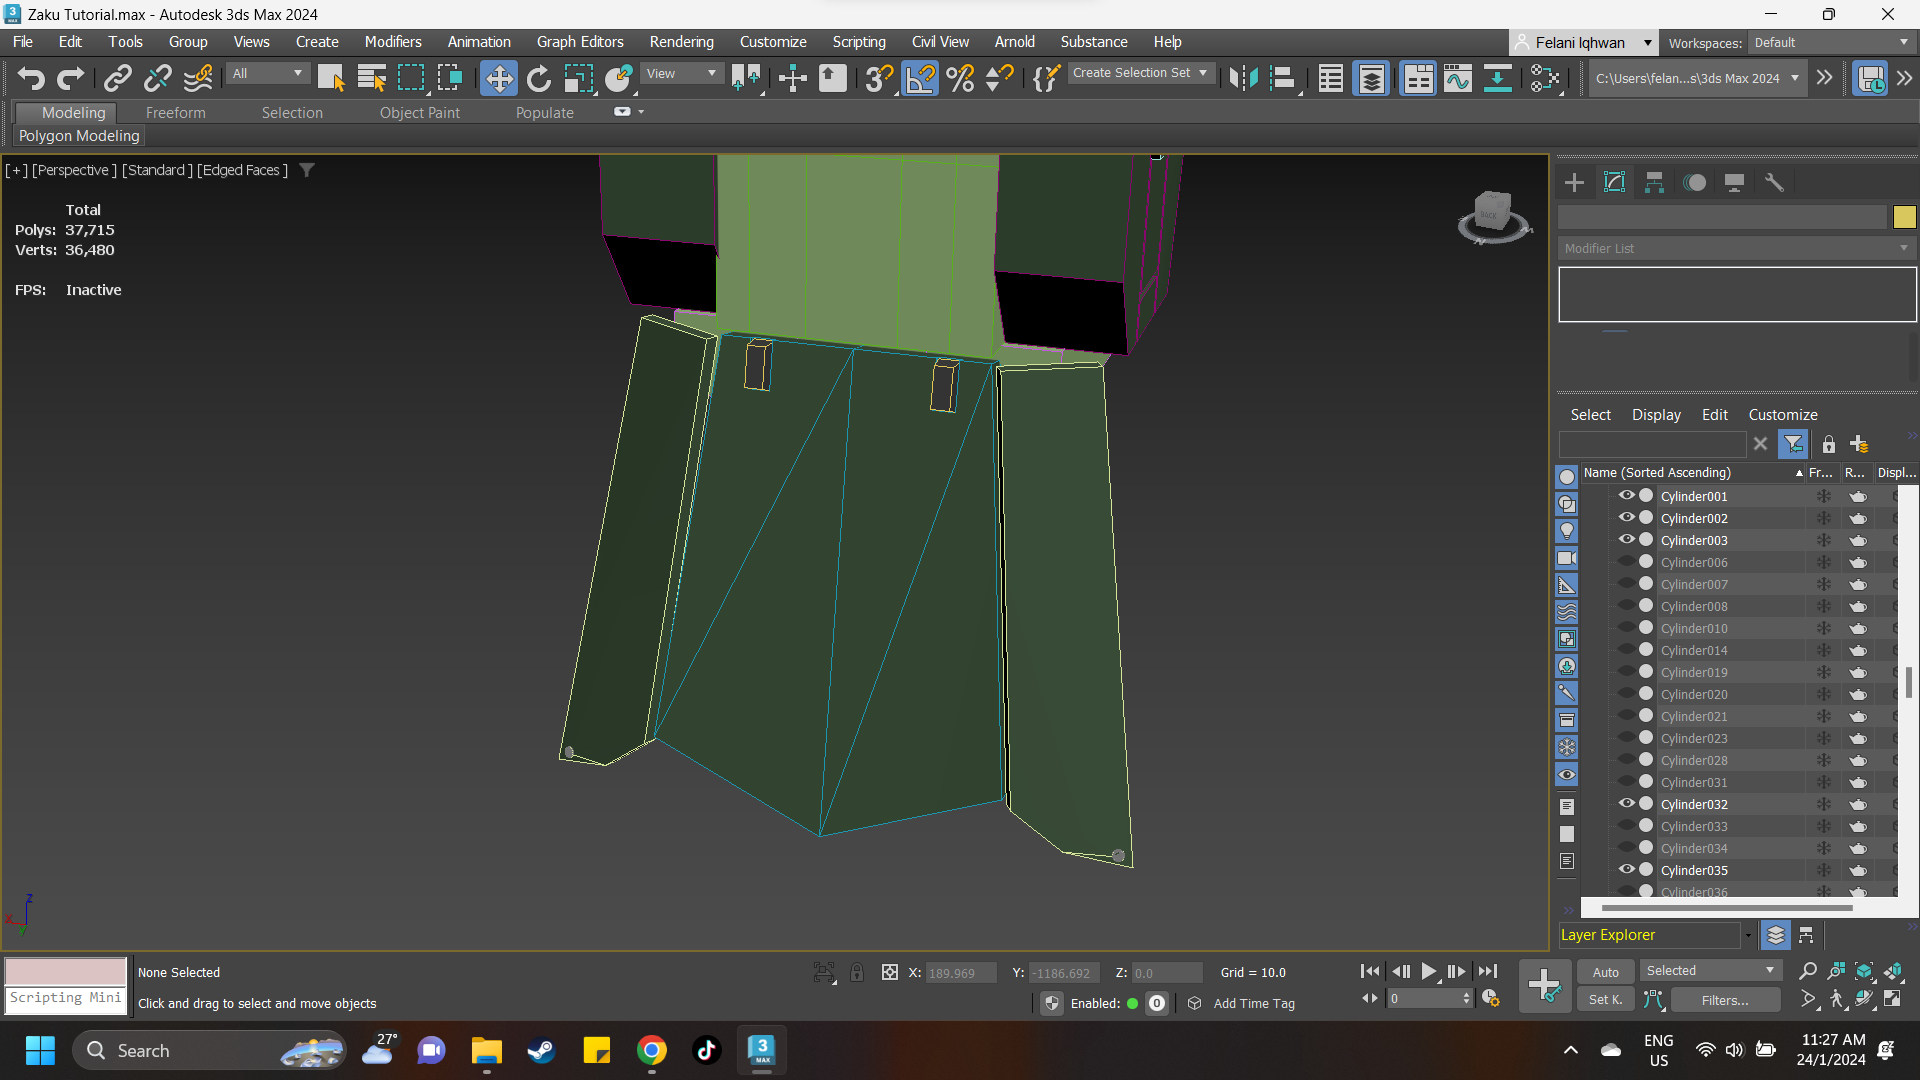 Zaku Tutorial.max - Autodesk 3ds Max 2024
File Edit Tools Group Views Create Modifiers Animation Graph Editors Rendering Customize Scripting Civil View Arnold Substance Help
Felani Iqhwan
Workspaces: Default
All
View
Create Selection Set
C:\Users\felan...s\3ds Max 2024
Modeling Freeform Selection Object Paint Populate
Polygon Modeling
[+] [Perspective ] [Standard ] [Edged Faces ]
Total
Polys: 37,715
Verts: 36,480
FPS: Inactive
BACK
Modifier List
Select Display Edit Customize
Name (Sorted Ascending) Fr... R... Displ...
Cylinder001
Cylinder002
Cylinder003
Cylinder006
Cylinder007
Cylinder008
Cylinder010
Cylinder014
Cylinder019
Cylinder020
Cylinder021
Cylinder023
Cylinder028
Cylinder031
Cylinder032
Cylinder033
Cylinder034
Cylinder035
Cylinder036
Layer Explorer
z
x
y
Scripting Mini
None Selected
Click and drag to select and move objects
X: 189.969 Y: -1186.692 Z: 0.0 Grid = 10.0
Enabled: 0 Add Time Tag
0
Auto Selected
Set K. Filters...
3
MAX
Search
27°
ENG
US
11:27 AM
24/1/2024